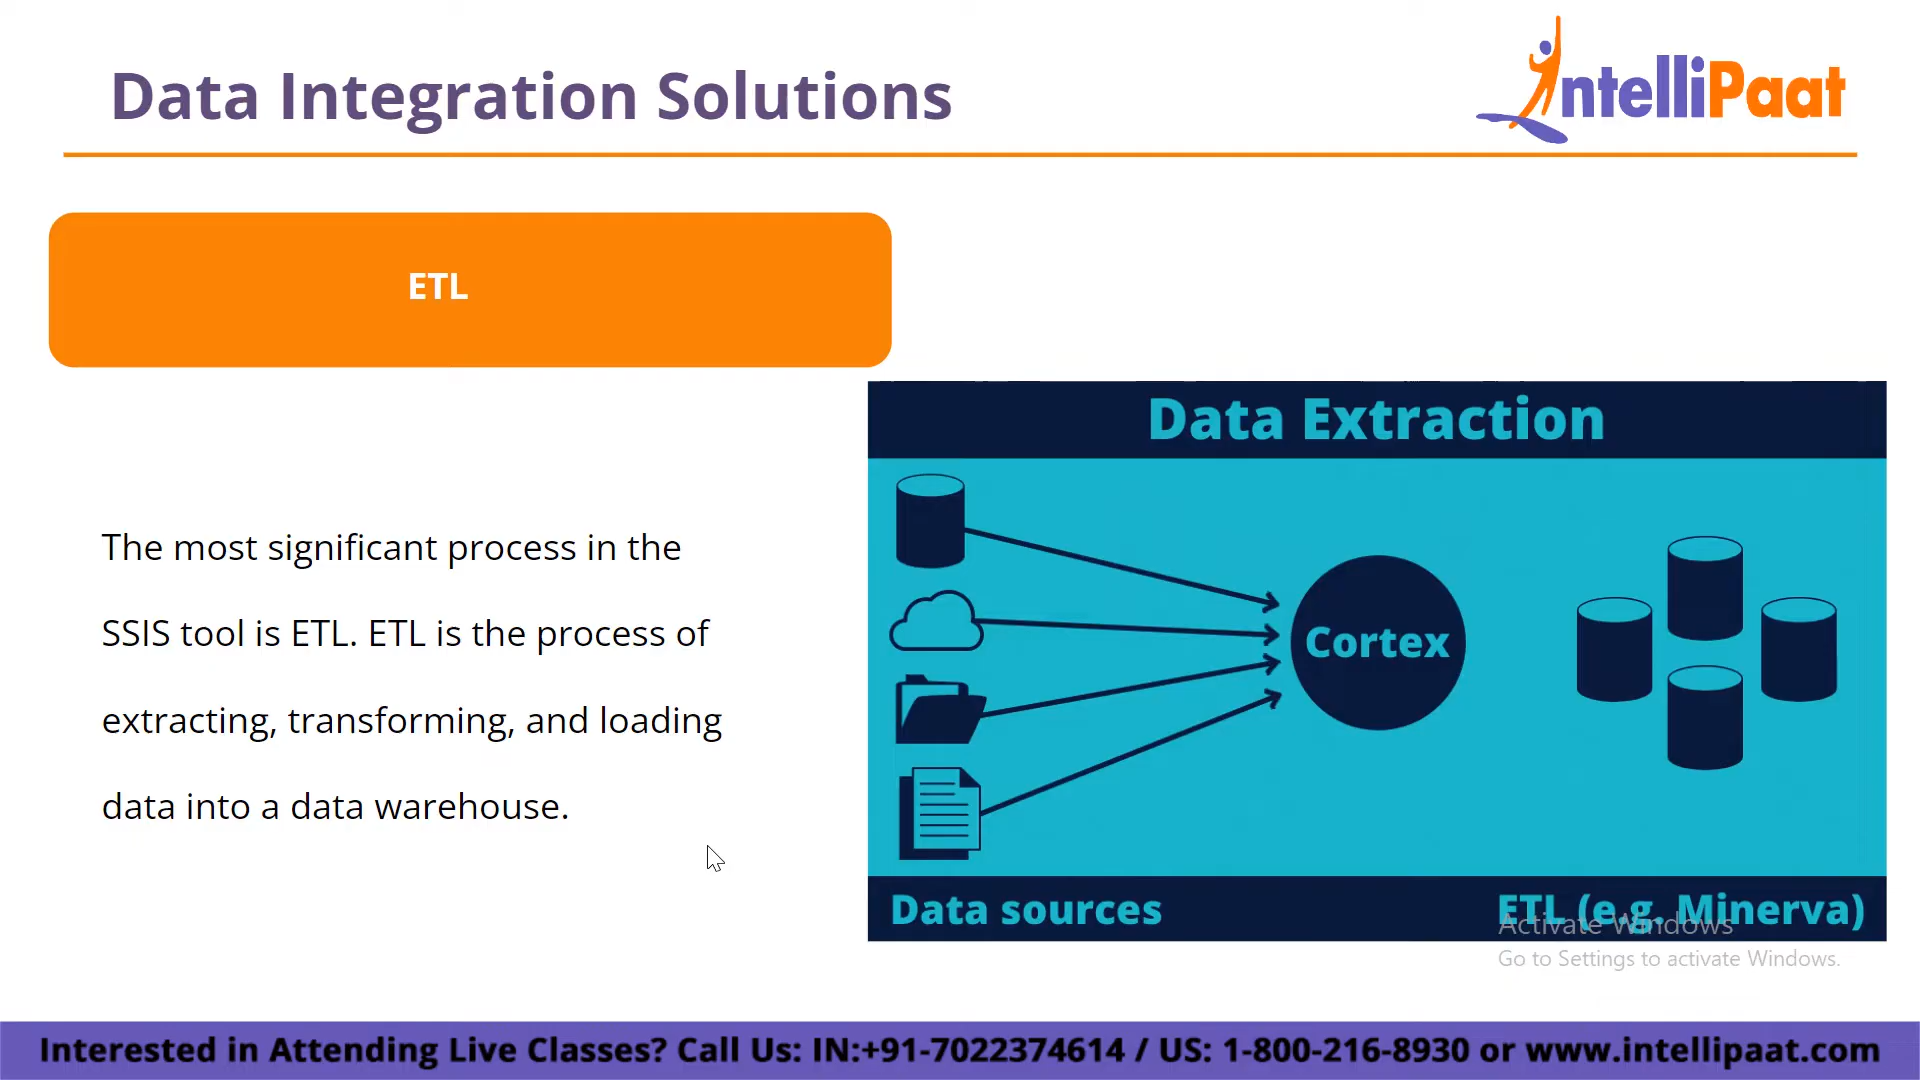 Data Integration Solutions
IntelliPaat
ETL
The most significant process in the
SSIS tool is ETL. ETL is the process of
extracting, transforming, and loading
data into a data warehouse.
Data Extraction
Cortex
Data sources
ETL (e.g. Minerva)
Activate Windows
Go to Settings to activate Windows.
Interested in Attending Live Classes? Call Us: IN:+91-7022374614 / US: 1-800-216-8930 or www.intellipaat.com